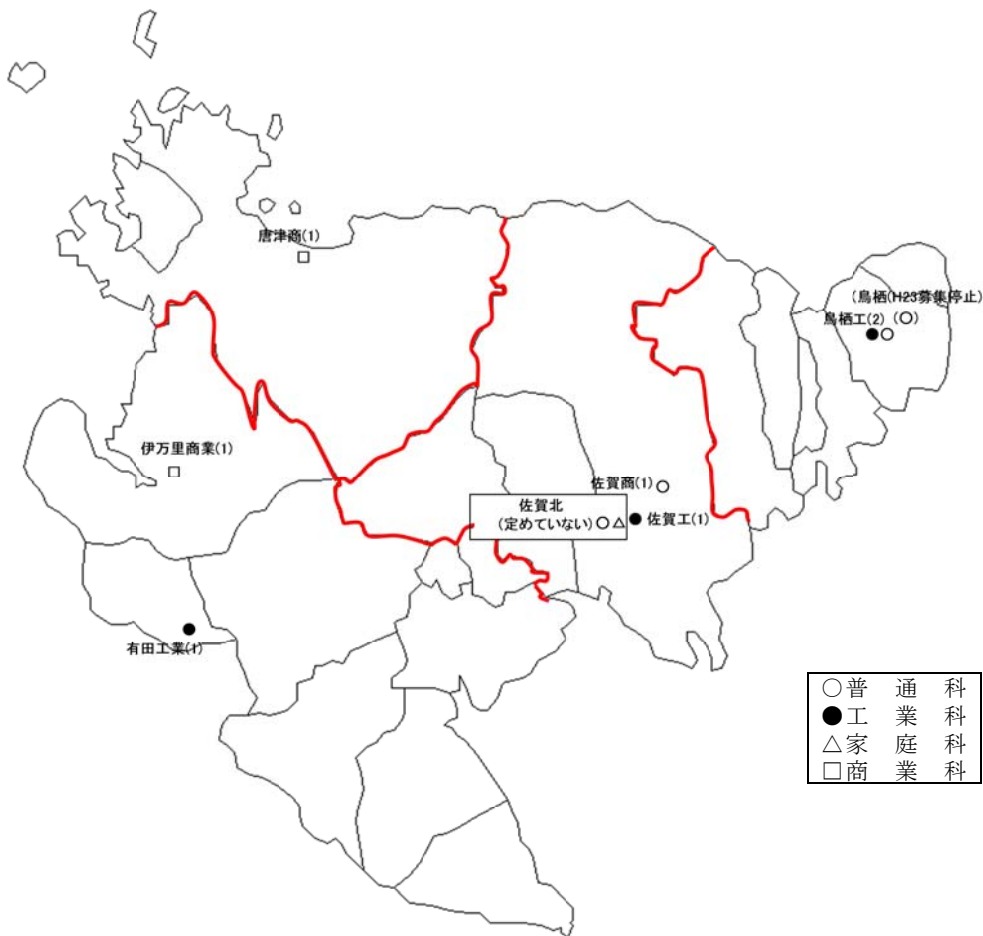 唐津商(1)
□
(鳥栖(H23募集停止)
鳥栖工(2) (○)
●○
伊万里商業(1)
□
佐賀商(1) ○
佐賀北
(定めていない)○△
●佐賀工(1)
●
有田工業(1)
○普通科
●工業科
△家庭科
□商業科